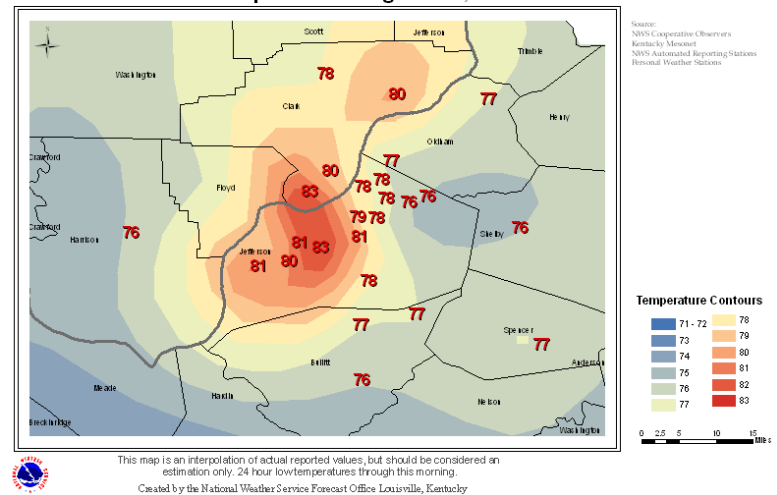 Source:
NWS Cooperative Observers
Kentucky Mesonet
NWS Automated Reporting Stations
Personal Weather Stations
Scott
Jefferson
Trimble
Washington
78
Clark
80
77
Henry
Oldham
Crawford
77
80
78
78
Floyd
83
78
76
76
79
78
Crawford
Harrison
76
76
Shelby
81
81
83
Jefferson
80
81
78
77
77
Spencer
77
Bullitt
Anderson
76
Meade
Hardin
Nelson
Breckinridge
Washington
Temperature Contours
71 - 72
73
74
75
76
77
78
79
80
81
82
83
0 2.5 5 10 15
Miles
This map is an interpolation of actual reported values, but should be considered an
estimation only. 24 hour low temperatures through this morning.
Created by the National Weather Service Forecast Office Louisville, Kentucky